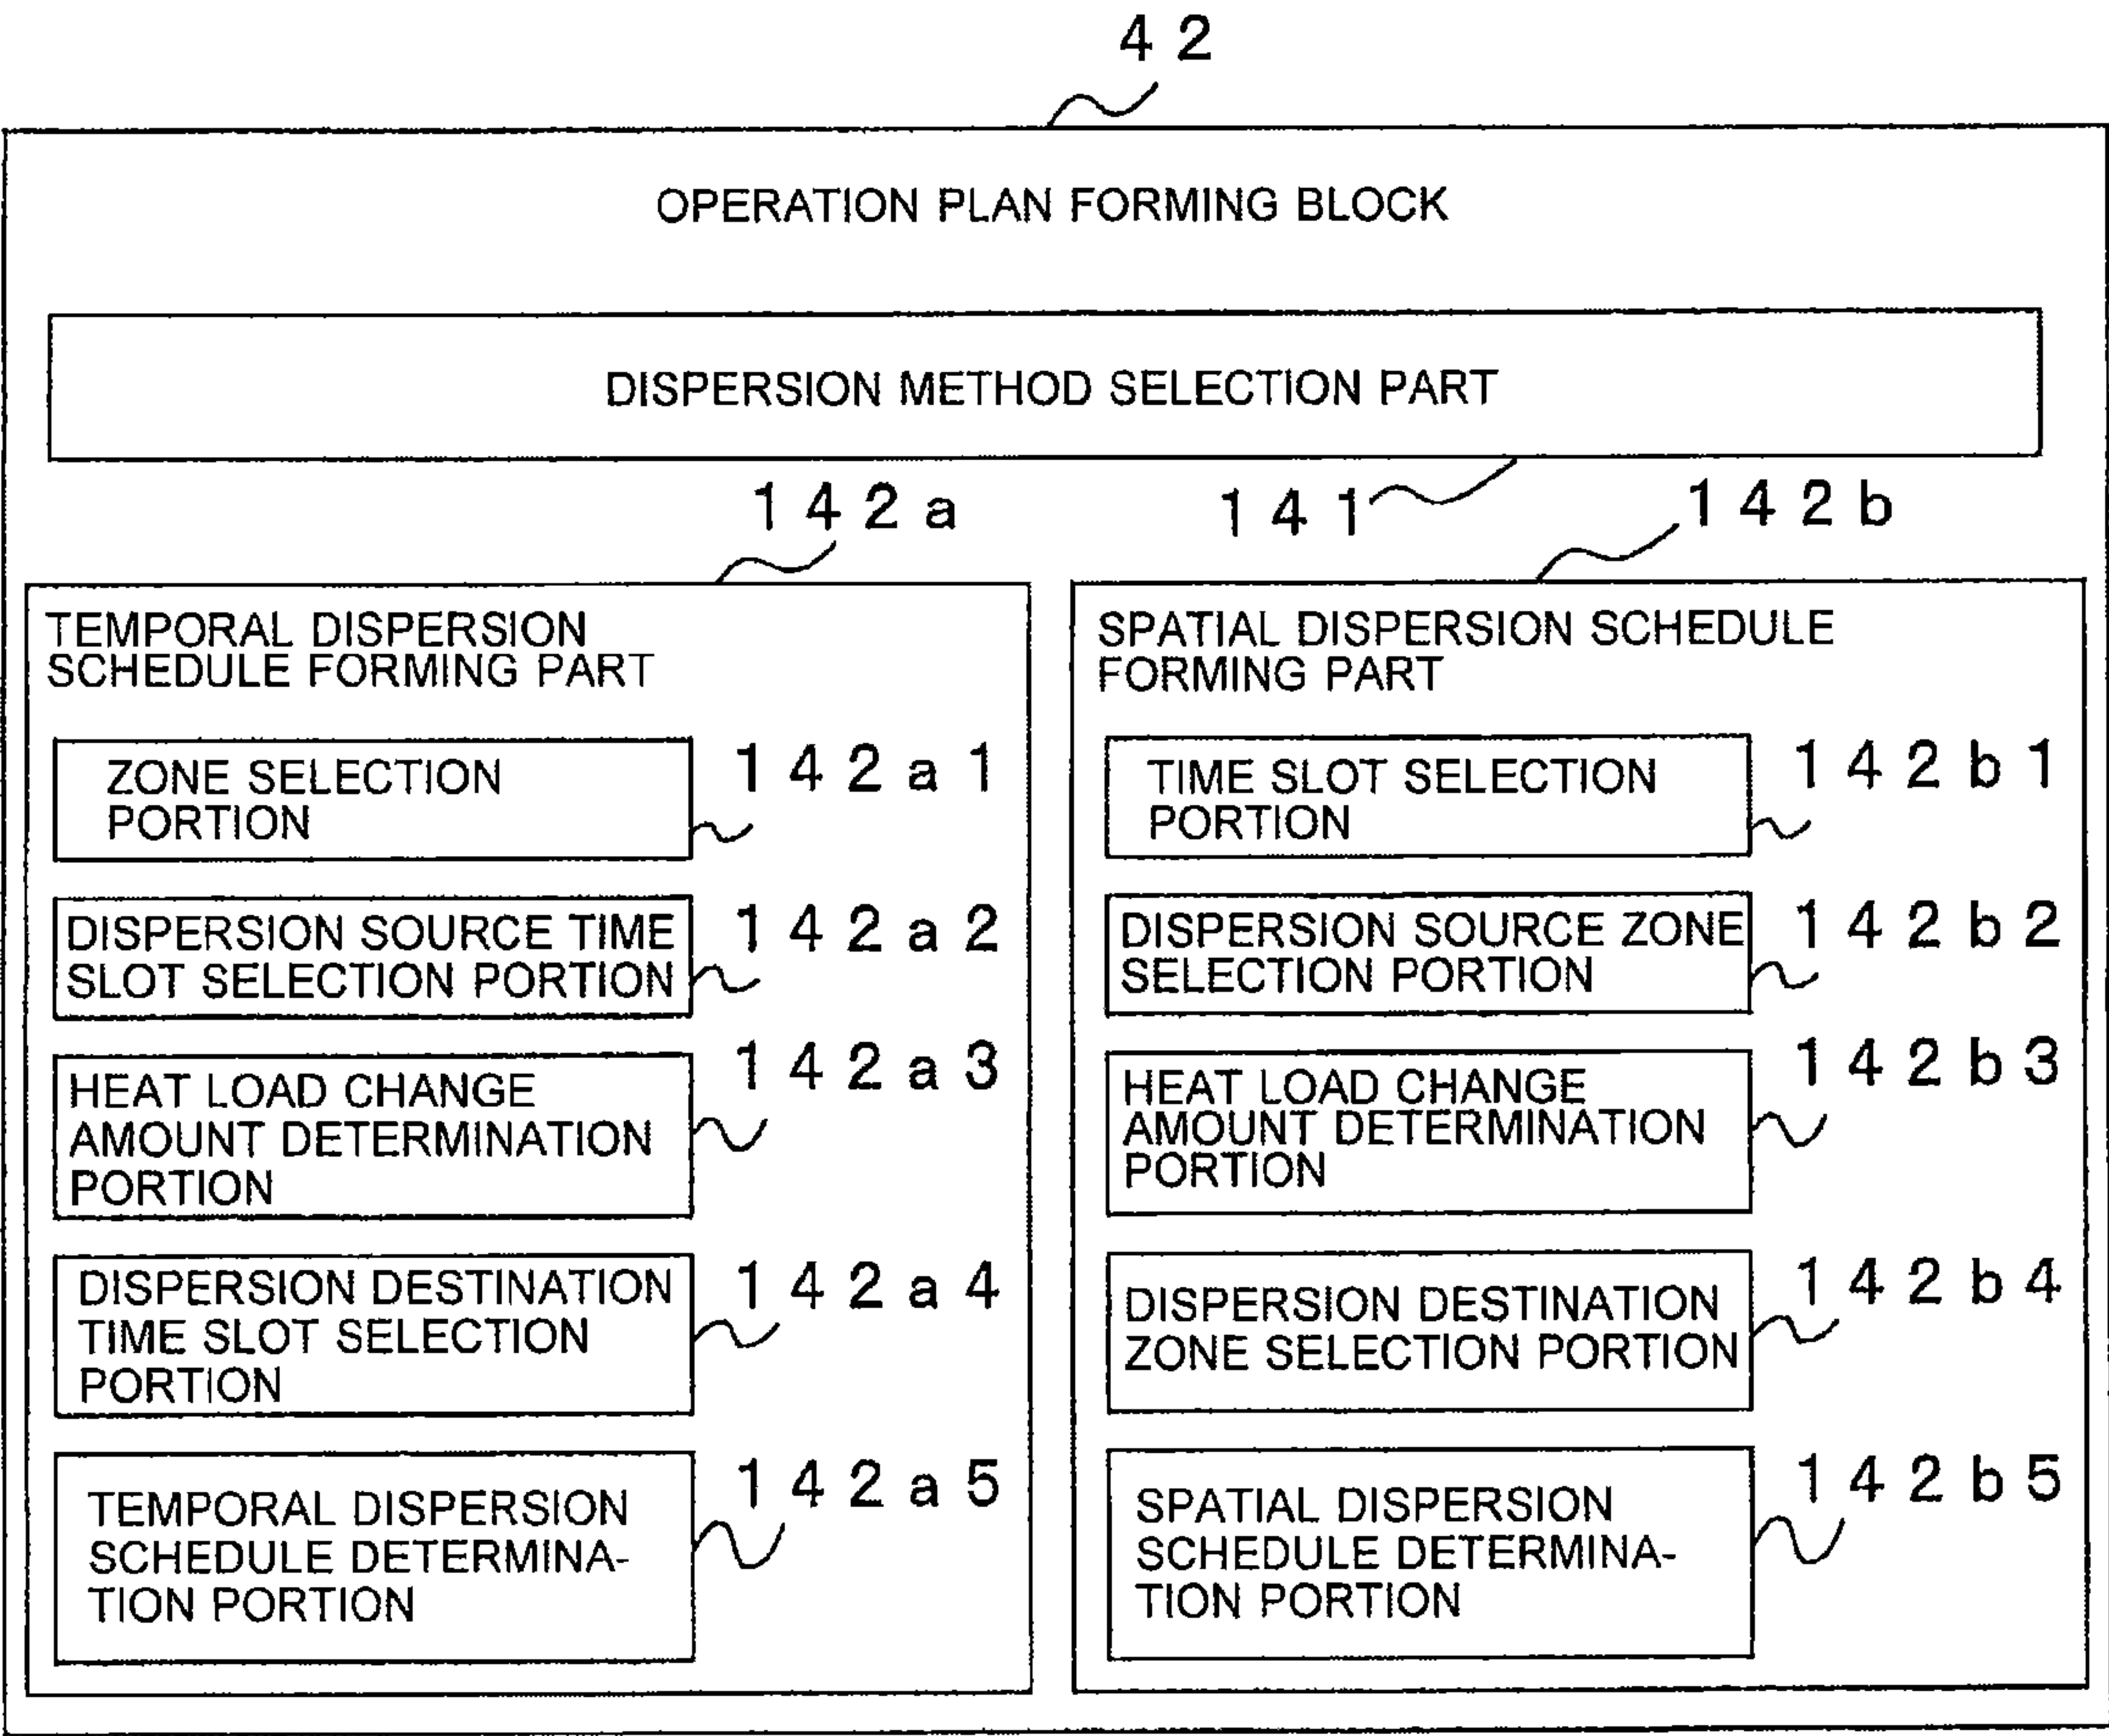 42
OPERATION PLAN FORMING BLOCK
DISPERSION METHOD SELECTION PART
141
142a
TEMPORAL DISPERSION
SCHEDULE FORMING PART
ZONE SELECTION
PORTION
142a1
DISPERSION SOURCE TIME
SLOT SELECTION PORTION
142a2
HEAT LOAD CHANGE
AMOUNT DETERMINATION
PORTION
142a3
DISPERSION DESTINATION
TIME SLOT SELECTION
PORTION
142a4
TEMPORAL DISPERSION
SCHEDULE DETERMINA-
TION PORTION
142a5
142b
SPATIAL DISPERSION SCHEDULE
FORMING PART
TIME SLOT SELECTION
PORTION
142b1
DISPERSION SOURCE ZONE
SELECTION PORTION
142b2
HEAT LOAD CHANGE
AMOUNT DETERMINATION
PORTION
142b3
DISPERSION DESTINATION
ZONE SELECTION PORTION
142b4
SPATIAL DISPERSION
SCHEDULE DETERMINA-
TION PORTION
142b5